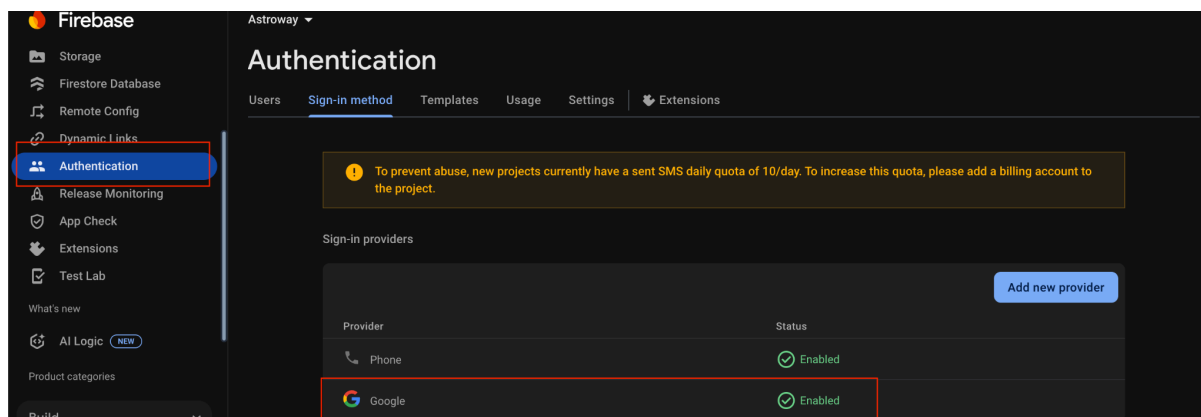 Firebase
Storage
Firestore Database
Remote Config
Dynamic Links
Authentication
Release Monitoring
App Check
Extensions
Test Lab
What's new
AI Logic NEW
Product categories
Build
Astroway
Authentication
Users Sign-in method Templates Usage Settings Extensions
To prevent abuse, new projects currently have a sent SMS daily quota of 10/day. To increase this quota, please add a billing account to
the project.
Sign-in providers
Add new provider
Provider Status
Phone Enabled
Google Enabled